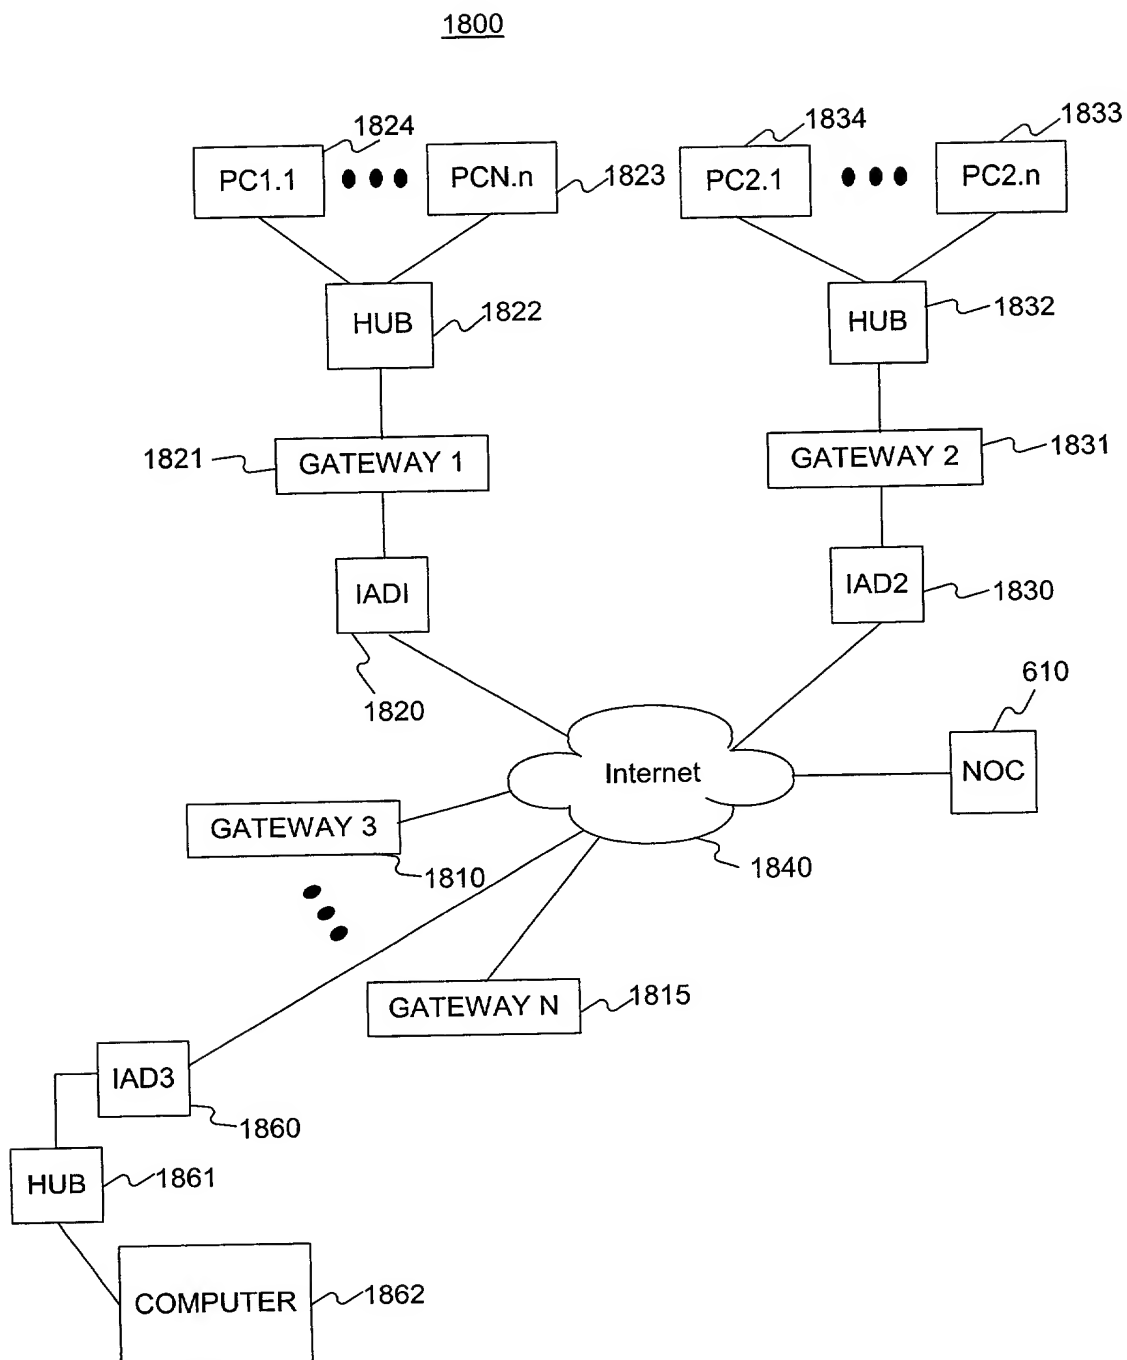 1800
1824
1834
1833
PC1.1
PCN.n
1823
PC2.1
PC2.n
HUB
1822
HUB
1832
1821
GATEWAY 1
GATEWAY 2
1831
IADI
IAD2
1830
1820
610
Internet
NOC
GATEWAY 3
1810
1840
GATEWAY N
1815
IAD3
1860
HUB
1861
COMPUTER
1862